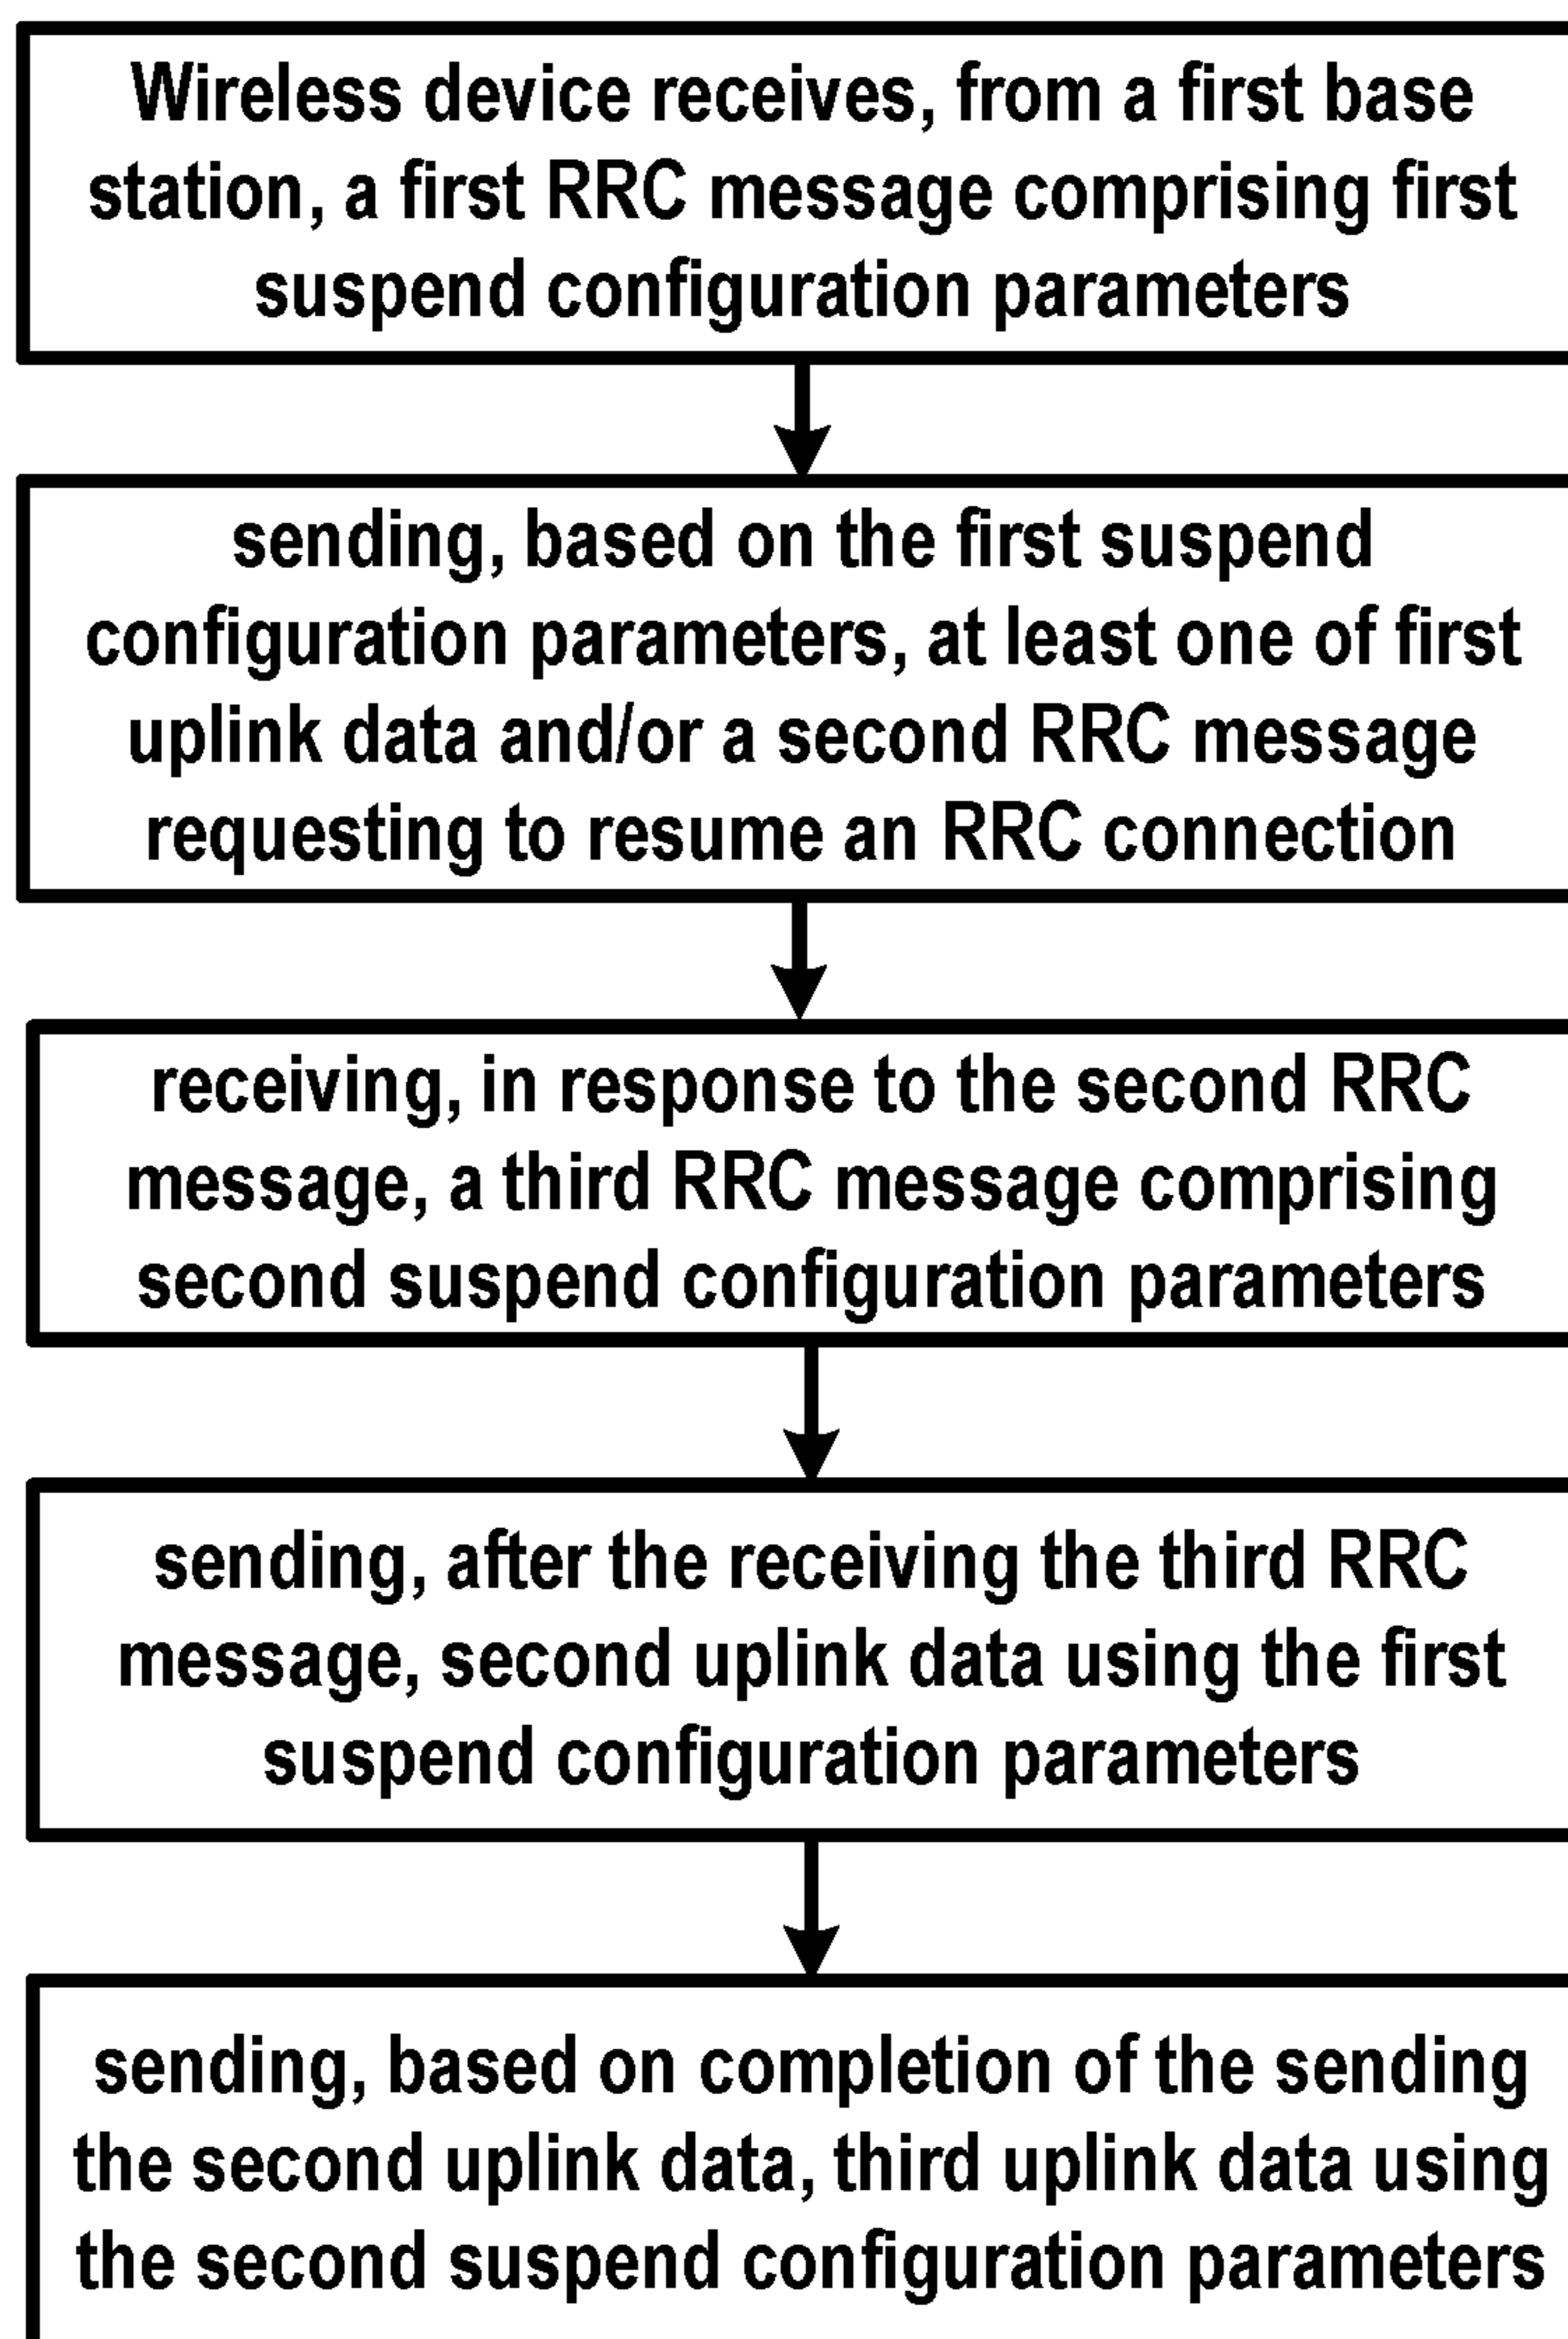 Wireless device receives, from a first base
station, a first RRC message comprising first
suspend configuration parameters
sending, based on the first suspend
configuration parameters, at least one of first
uplink data and/or a second RRC message
requesting to resume an RRC connection
receiving, in response to the second RRC
message, a third RRC message comprising
second suspend configuration parameters
sending, after the receiving the third RRC
message, second uplink data using the first
suspend configuration parameters
sending, based on completion of the sending
the second uplink data, third uplink data using
the second suspend configuration parameters